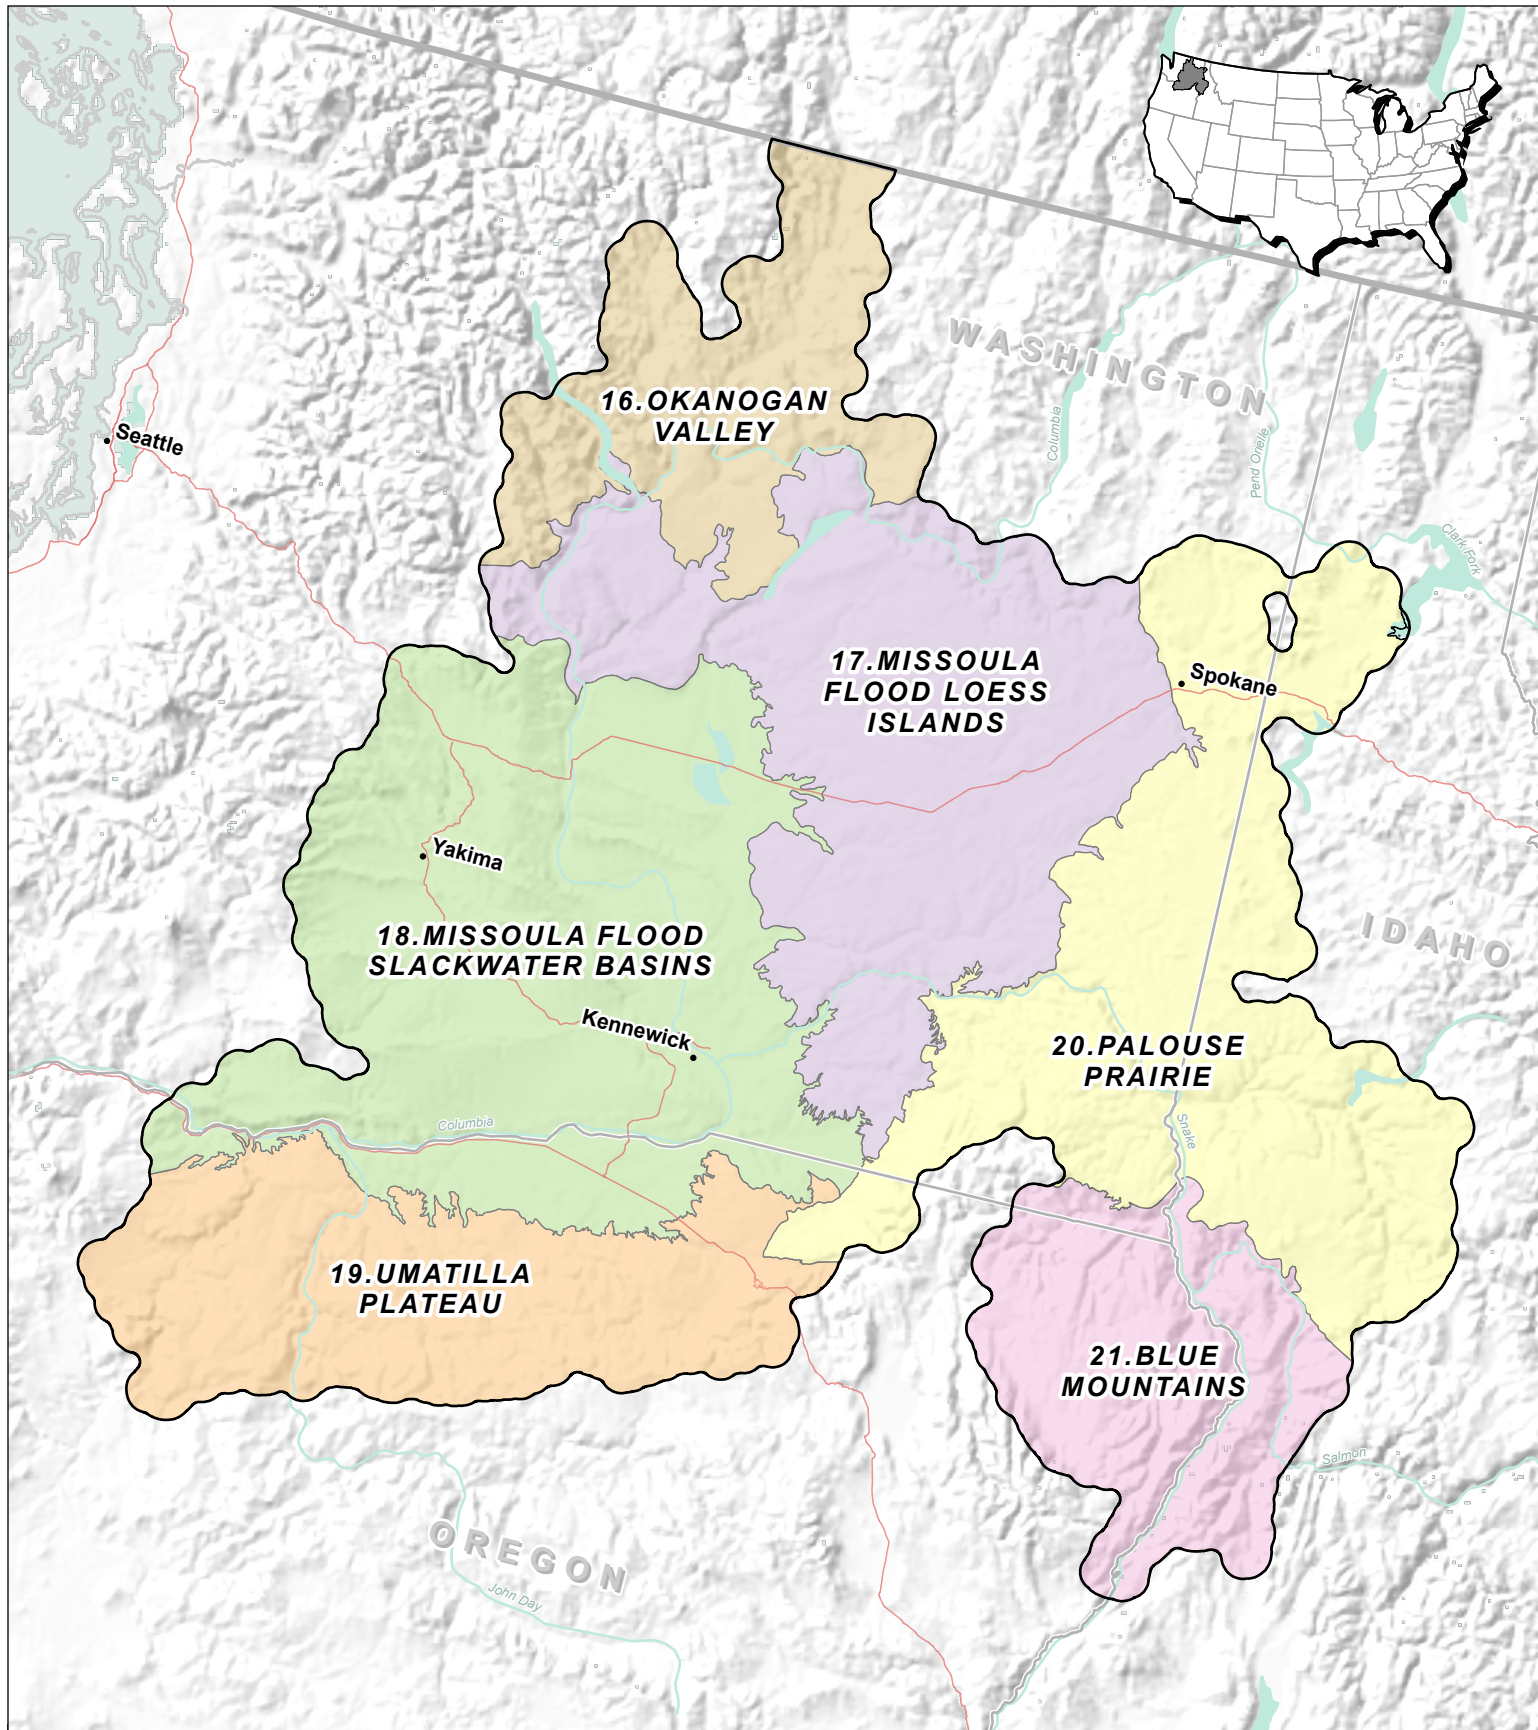 WASHINGTON
16.OKANOGAN
VALLEY
Seattle
Columbia
Pend Orielle
Clark Fork
17.MISSOULA
FLOOD LOESS
ISLANDS
Spokane
Yakima
18.MISSOULA FLOOD
SLACKWATER BASINS
IDAHO
Kennewick
20.PALOUSE
PRAIRIE
Columbia
Snake
19.UMATILLA
PLATEAU
21.BLUE
MOUNTAINS
Salmon
OREGON
John Day